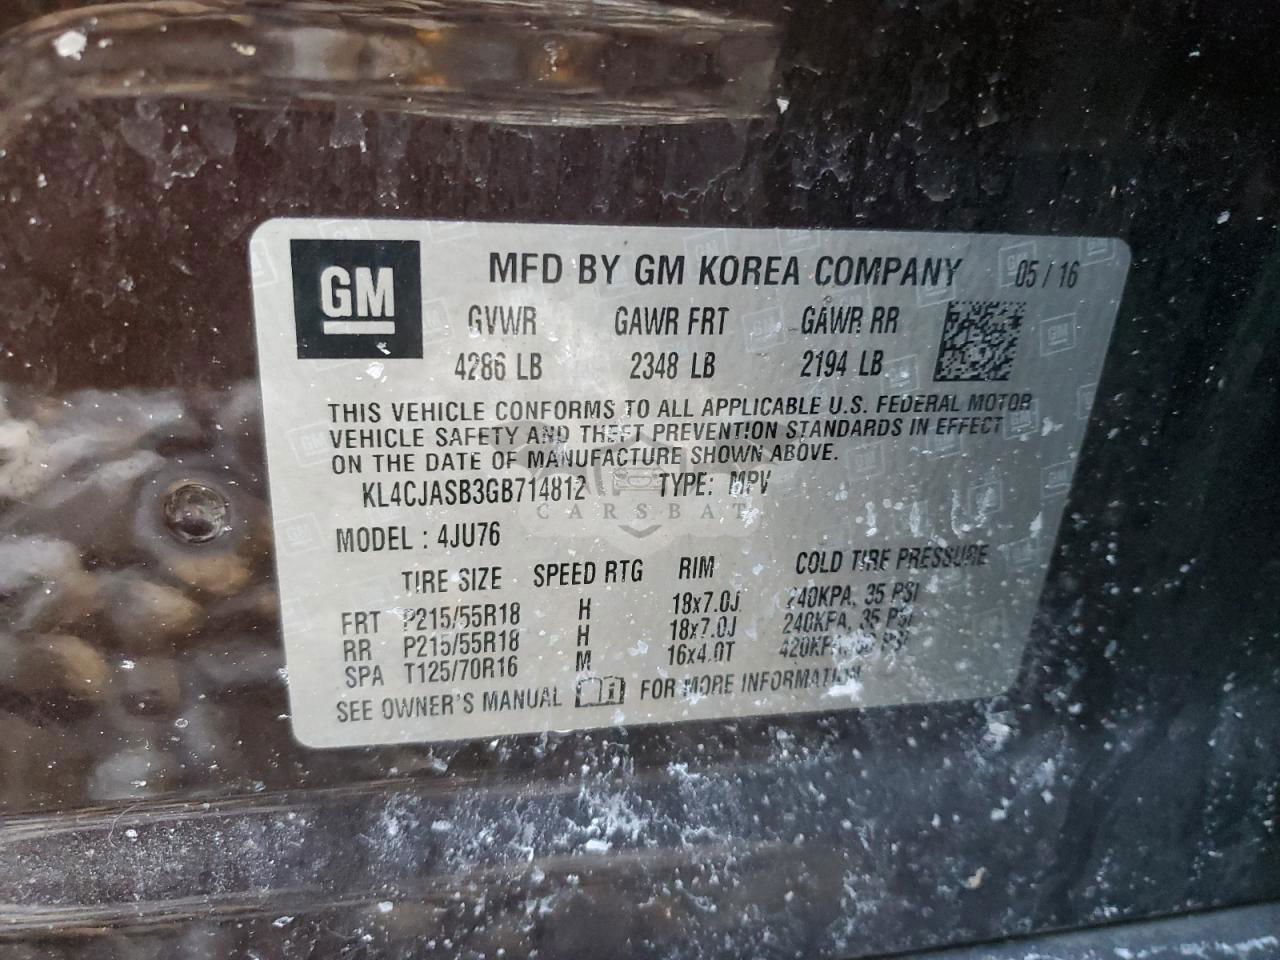 GM
MFD BY GM KOREA COMPANY 05/16
GVWR GAWR FRT GAWR RR
4286 LB 2348 LB 2194 LB
THIS VEHICLE CONFORMS TO ALL APPLICABLE U.S. FEDERAL MOTOR
VEHICLE SAFETY AND THEFT PREVENTION STANDARDS IN EFFECT
ON THE DATE OF MANUFACTURE SHOWN ABOVE.
KL4CJASB3GB714812 TYPE: MPV
CARSBAT
MODEL : 4JU76
TIRE SIZE SPEED RTG RIM COLD TIRE PRESSURE
FRT P215/55R18 H 18x7.0J 240KPA, 35 PSI
RR P215/55R18 H 18x7.0J 240KPA, 35 PSI
SPA T125/70R16 M 16x4.0T 420KPA, PSI
SEE OWNER'S MANUAL i FOR MORE INFORMATION